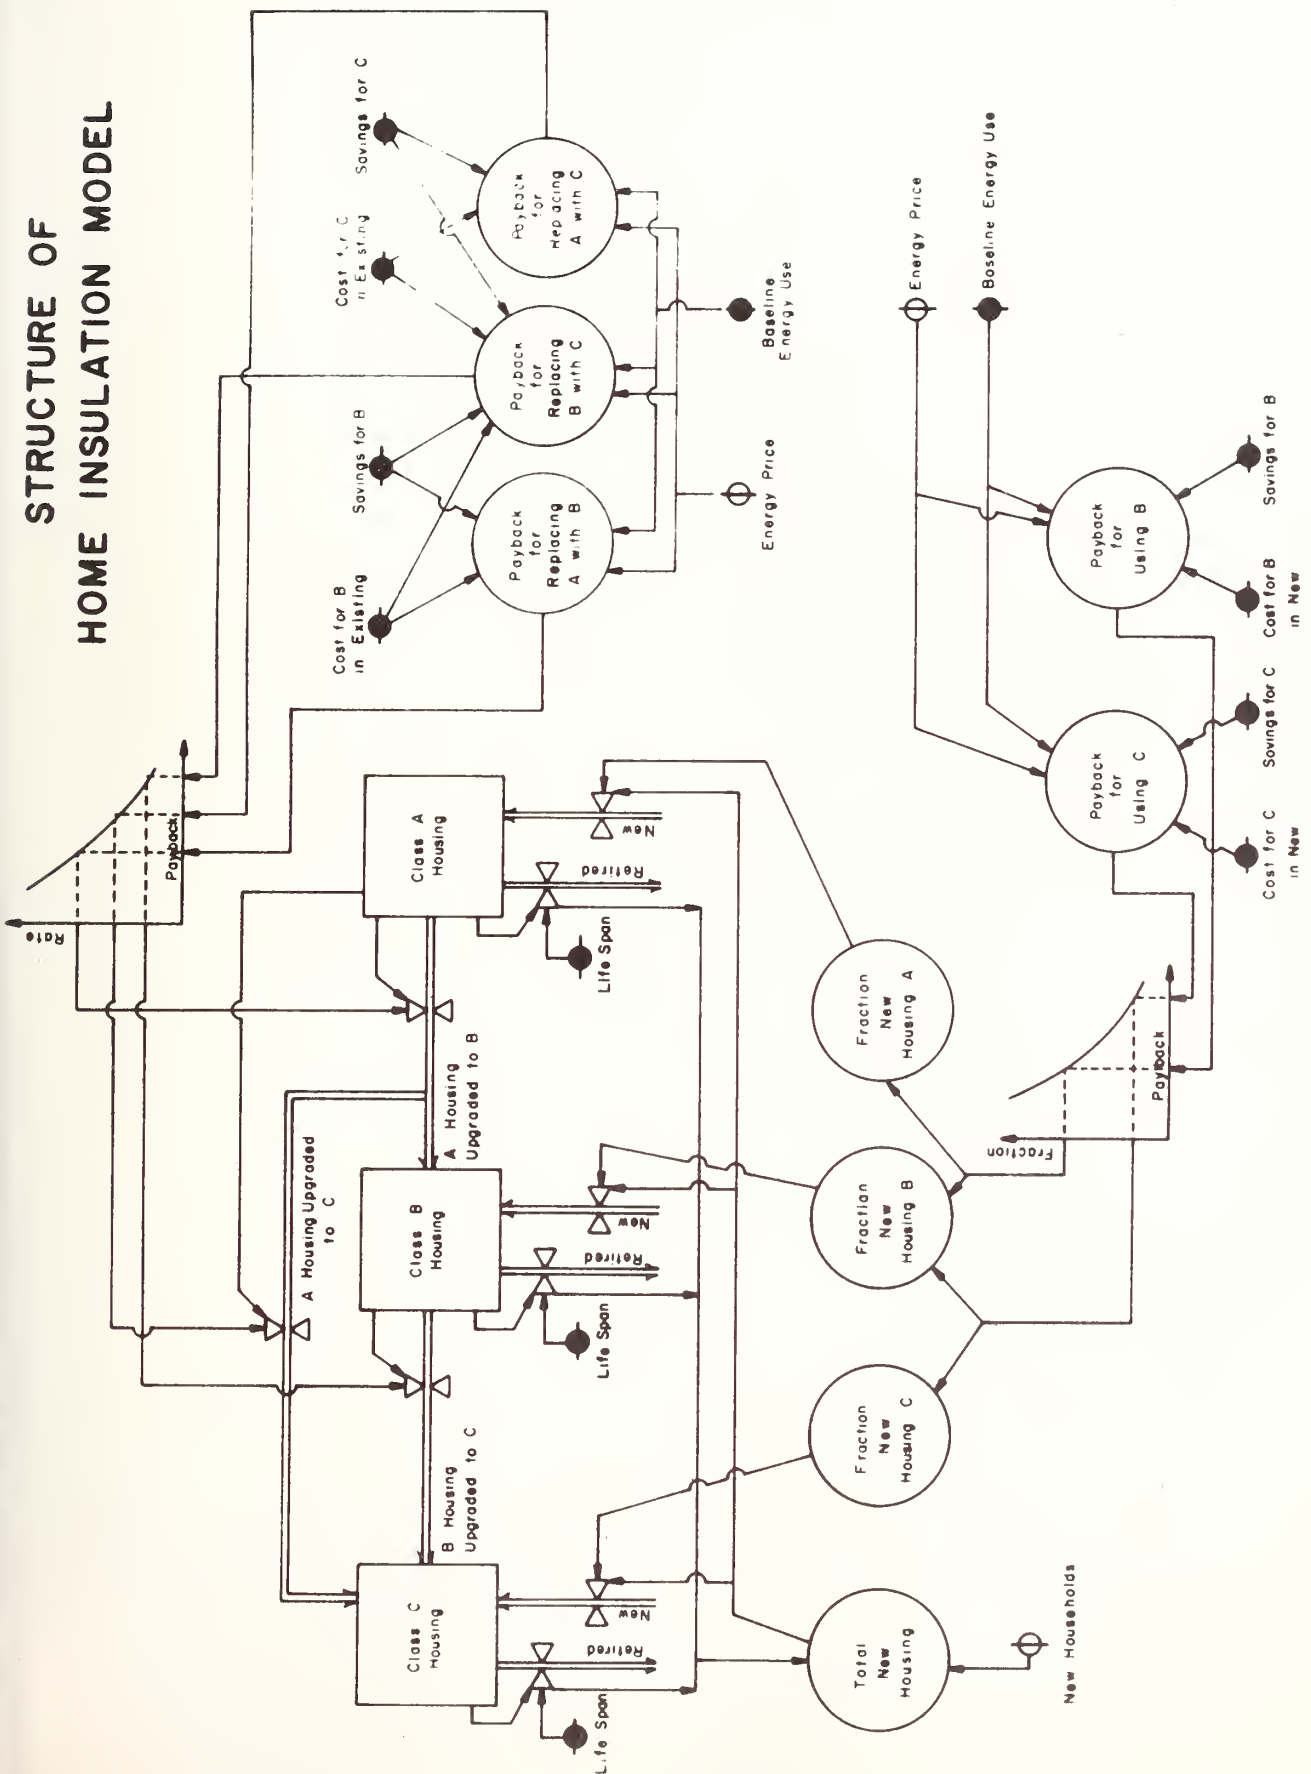 STRUCTURE OF
HOME INSULATION MODEL
Rate
Payback
Class C
Housing
B Housing
Upgraded to C
A Housing Upgraded
to C
Class B
Housing
A Housing
Upgraded to B
Class A
Housing
Retired
New
Retired
New
Retired
New
Life Span
Life Span
Life Span
Cost for B
in Existing
Savings for B
Cost for C
Existing
Savings for C
Payback
for
Replacing
A with B
Payback
for
Replacing
B with C
Payback
for
Replacing
A with C
Energy Price
Baseline
Energy Use
Total
New
Housing
New Households
Fraction
New
Housing C
Fraction
New
Housing B
Fraction
New
Housing A
Fraction
Payback
Energy Price
Baseline Energy Use
Payback
for
Using C
Payback
for
Using B
Cost for C
in New
Savings for C
Cost for B
in New
Savings for B